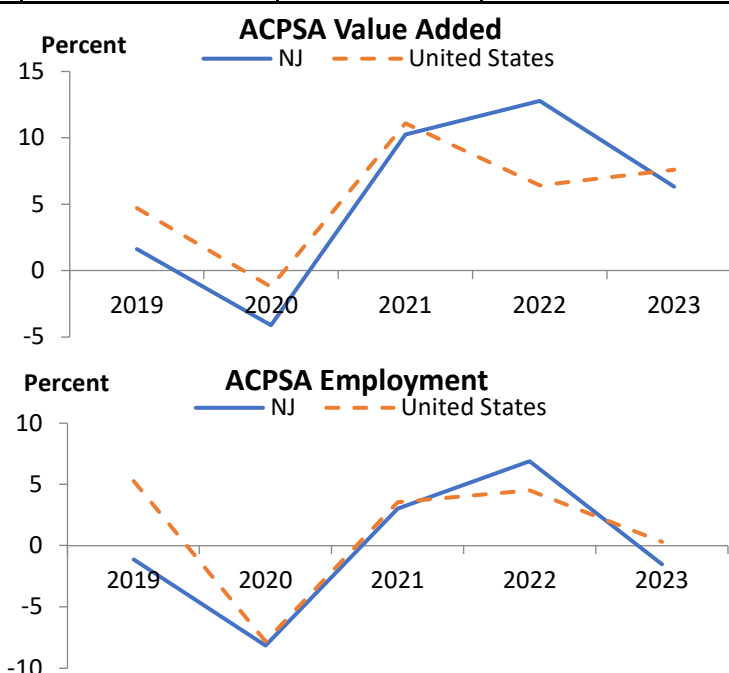 ACPSA Value Added
Percent
NJ United States
15
10
5
0
-5
2019 2020 2021 2022 2023
ACPSA Employment
Percent
NJ United States
10
5
0
-5
-10
2019 2020 2021 2022 2023